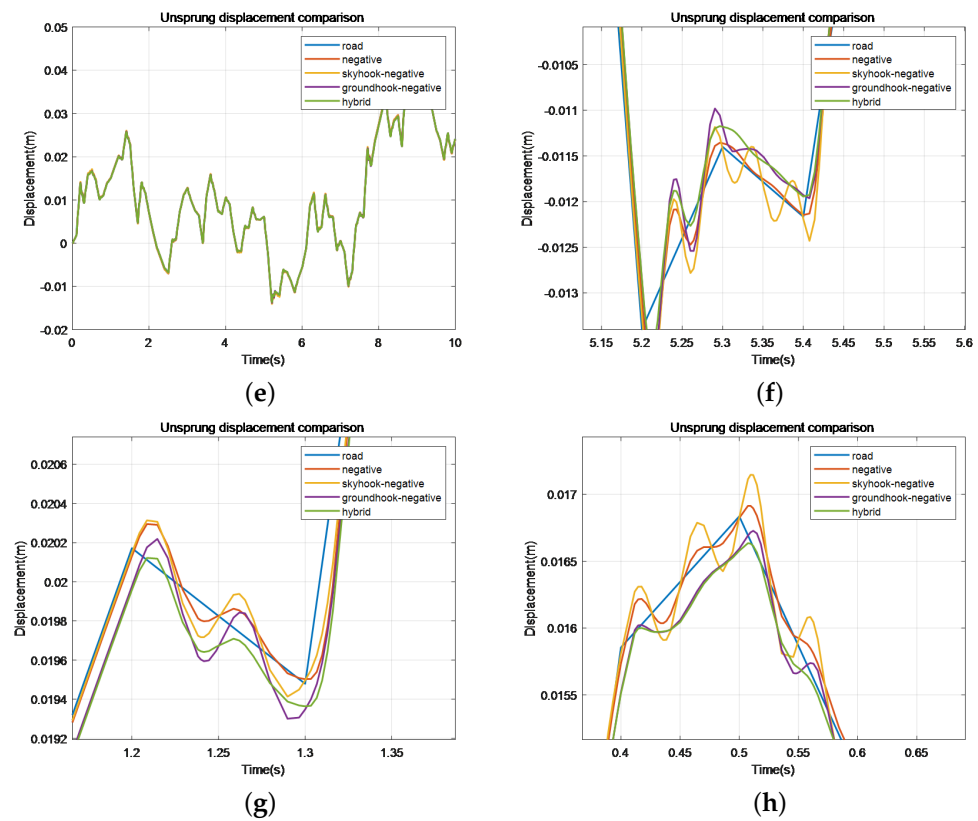 Unsprung displacement comparison
0.05
0.04
0.03
0.02
0.01
0
-0.01
-0.02
0
2
4
6
8
10
Displacement(m)
Time(s)
road
negative
skyhook-negative
groundhook-negative
hybrid
(e)
Unsprung displacement comparison
-0.0105
-0.011
-0.0115
-0.012
-0.0125
-0.013
5.15
5.2
5.25
5.3
5.35
5.4
5.45
5.5
5.55
5.6
Displacement(m)
Time(s)
road
negative
skyhook-negative
groundhook-negative
hybrid
(f)
Unsprung displacement comparison
0.0206
0.0204
0.0202
0.02
0.0198
0.0196
0.0194
0.0192
1.2
1.25
1.3
1.35
Displacement(m)
Time(s)
road
negative
skyhook-negative
groundhook-negative
hybrid
(g)
Unsprung displacement comparison
0.017
0.0165
0.016
0.0155
0.4
0.45
0.5
0.55
0.6
0.65
Displacement(m)
Time(s)
road
negative
skyhook-negative
groundhook-negative
hybrid
(h)